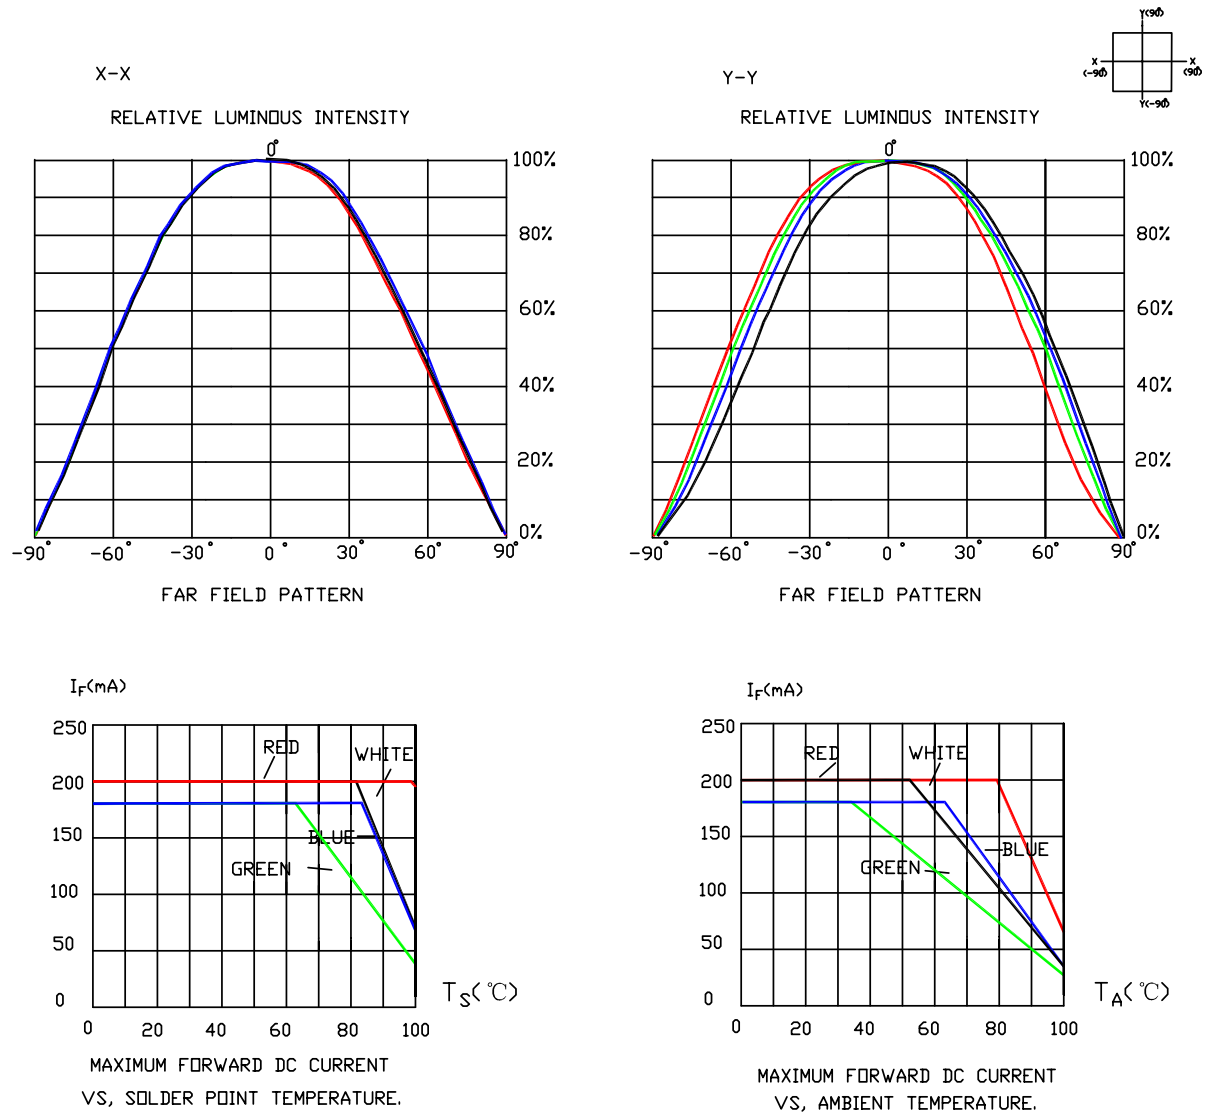 Y(90°)
X X
(-90°) (90°)
Y(-90°)
X-X
Y-Y
RELATIVE LUMINOUS INTENSITY
RELATIVE LUMINOUS INTENSITY
0°
100%
80%
60%
40%
20%
0%
-90° -60° -30° 0° 30° 60° 90°
FAR FIELD PATTERN
0°
100%
80%
60%
40%
20%
0%
-90° -60° -30° 0° 30° 60° 90°
FAR FIELD PATTERN
IF(mA)
250
200
150
100
50
0
RED
WHITE
BLUE
GREEN
TS(℃)
0 20 40 60 80 100
MAXIMUM FORWARD DC CURRENT
VS, SOLDER POINT TEMPERATURE.
IF(mA)
250
200
150
100
50
0
RED
WHITE
BLUE
GREEN
TA(℃)
0 20 40 60 80 100
MAXIMUM FORWARD DC CURRENT
VS, AMBIENT TEMPERATURE.